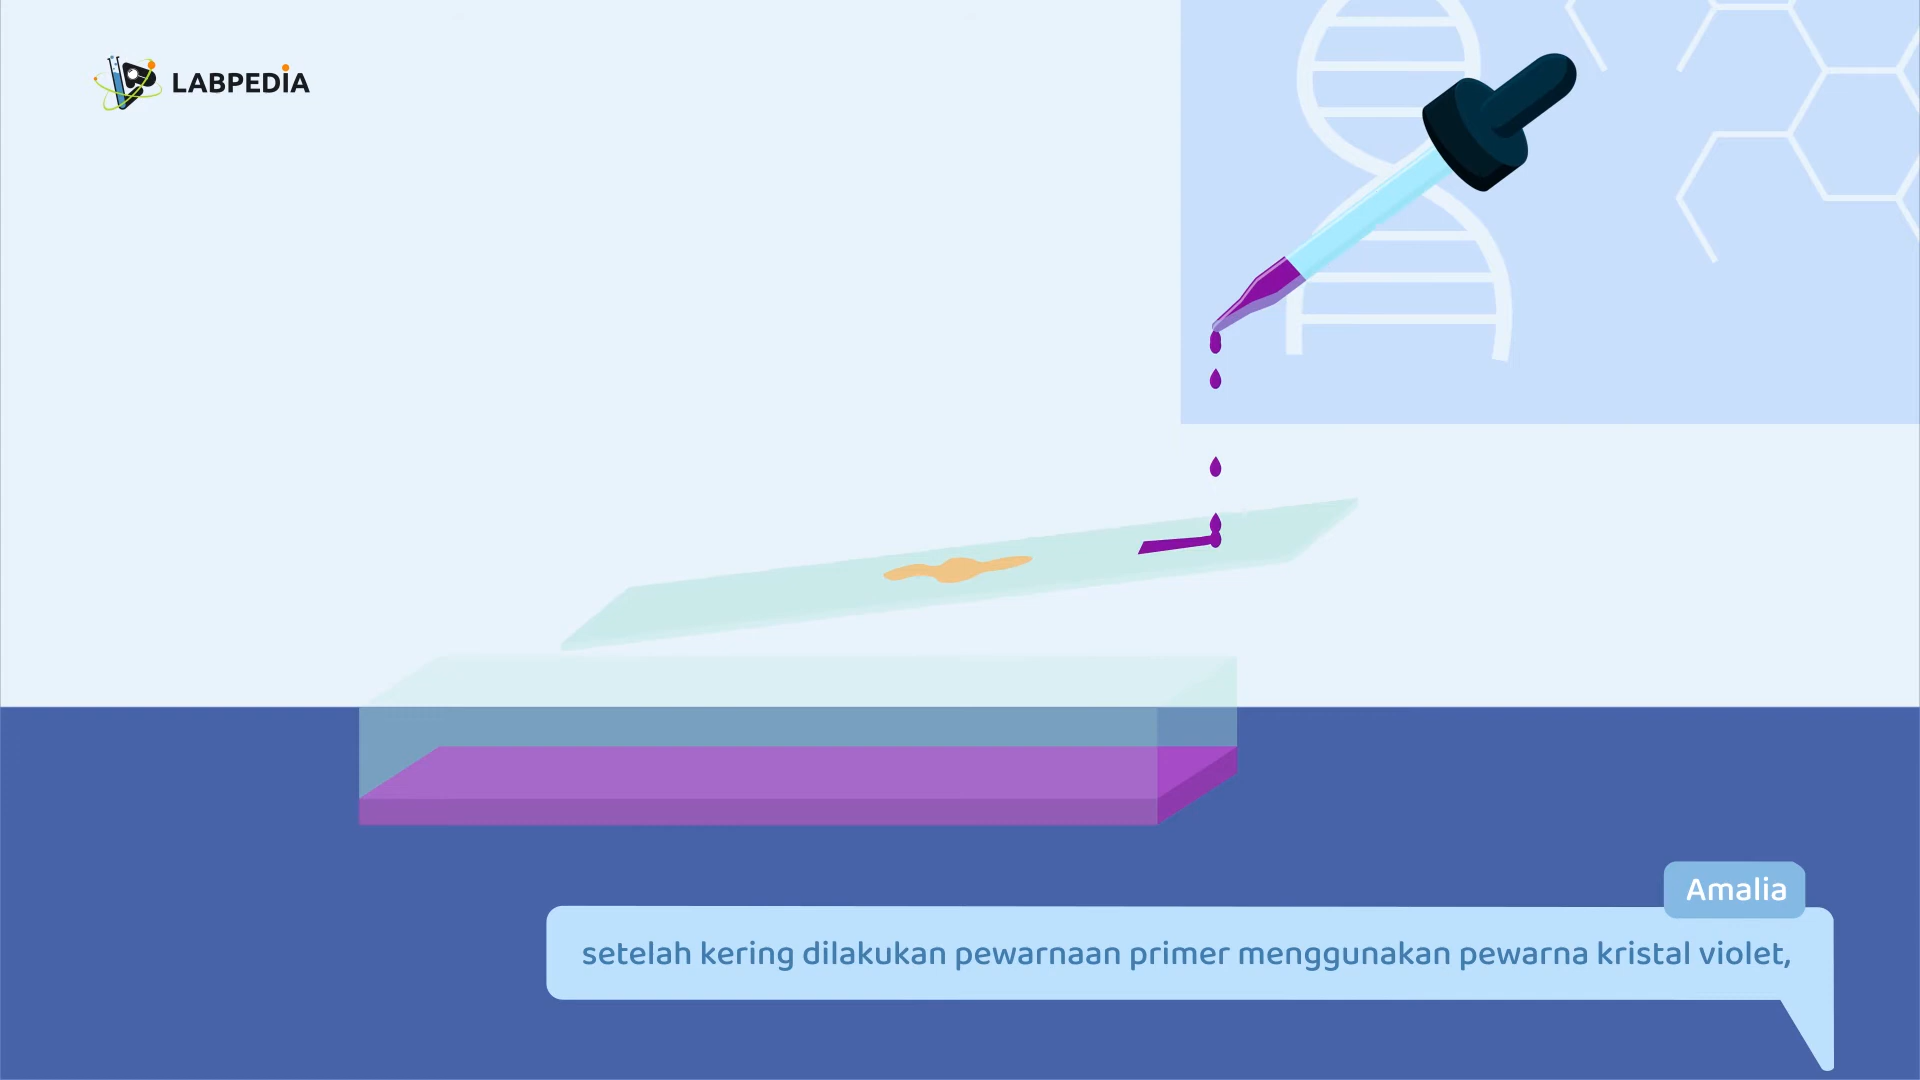 LABPEDIA
Amalia
setelah kering dilakukan pewarnaan primer menggunakan pewarna kristal violet,